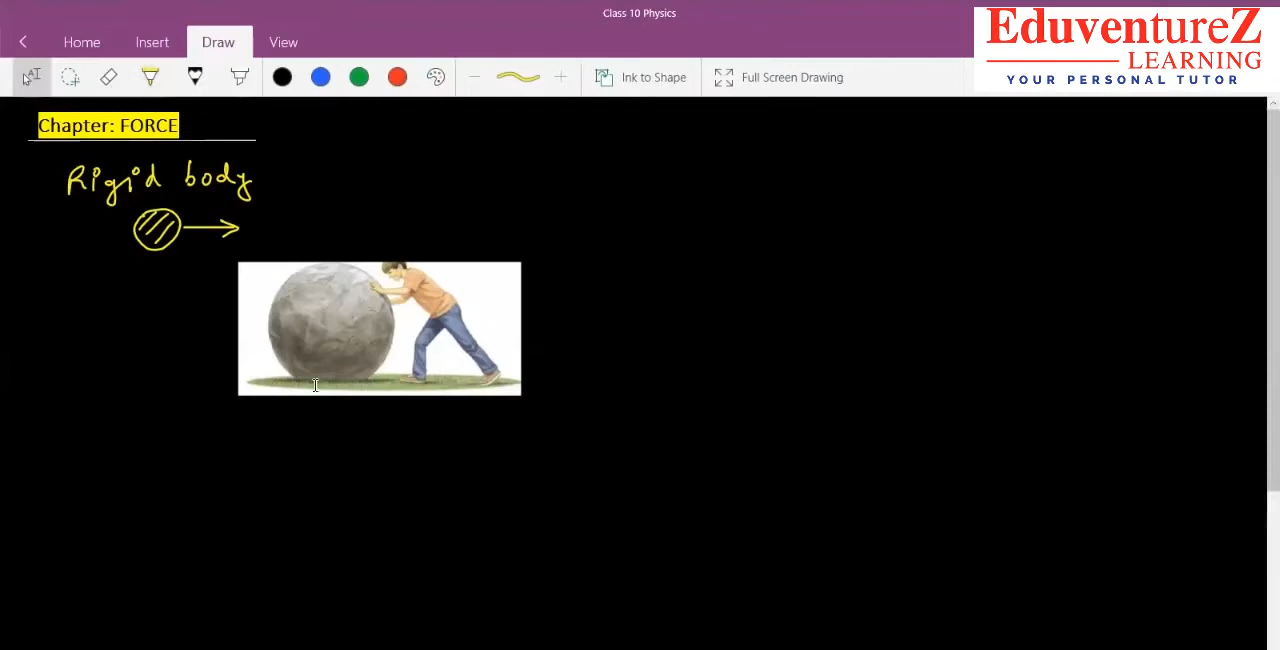 Class 10 Physics
EduventureZ
LEARNING
YOUR PERSONAL TUTOR
Home Insert Draw View
Ink to Shape Full Screen Drawing
Chapter: FORCE
Rigid body